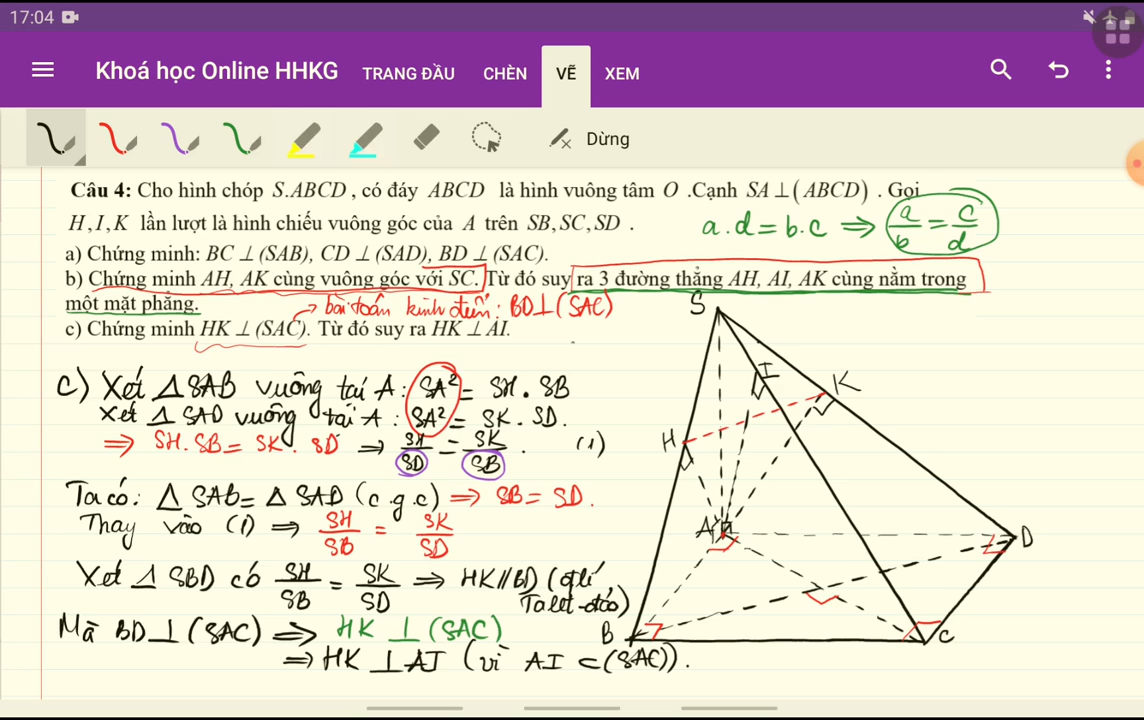 17:04
Khoá học Online HHKG TRANG ĐẦU CHÈN VẼ XEM
Dừng
Câu 4: Cho hình chóp S.ABCD, có đáy ABCD là hình vuông tâm O .Cạnh SA ⊥ (ABCD) . Gọi
H, I, K lần lượt là hình chiếu vuông góc của A trên SB, SC, SD .
a.d = b.c ⇒ a/b = c/d
a) Chứng minh: BC ⊥ (SAB), CD ⊥ (SAD), BD ⊥ (SAC).
b) Chứng minh AH, AK cùng vuông góc với SC. Từ đó suy ra 3 đường thẳng AH, AI, AK cùng nằm trong
một mặt phẳng.
→ bài toán kinh điển: BD ⊥ (SAC)
c) Chứng minh HK ⊥ (SAC). Từ đó suy ra HK ⊥ AI.
c) Xét Δ SAB vuông tại A: SA² = SH . SB
Xét Δ SAD vuông tại A: SA² = SK . SD.
⇒ SH . SB = SK . SD ⇒ SH/SD = SK/SB . (1)
Ta có: Δ SAb = Δ SAD (c.g.c) ⇒ SB = SD.
Thay vào (1) ⇒ SH/SB = SK/SD
Xét Δ SBD có SH/SB = SK/SD ⇒ HK // BD (đlí
Talet-đảo)
Mà BD ⊥ (SAC) ⇒ HK ⊥ (SAC)
⇒ HK ⊥ AI (vì AI ⊂ (SAC)).
S
I
K
H
A
D
B
C